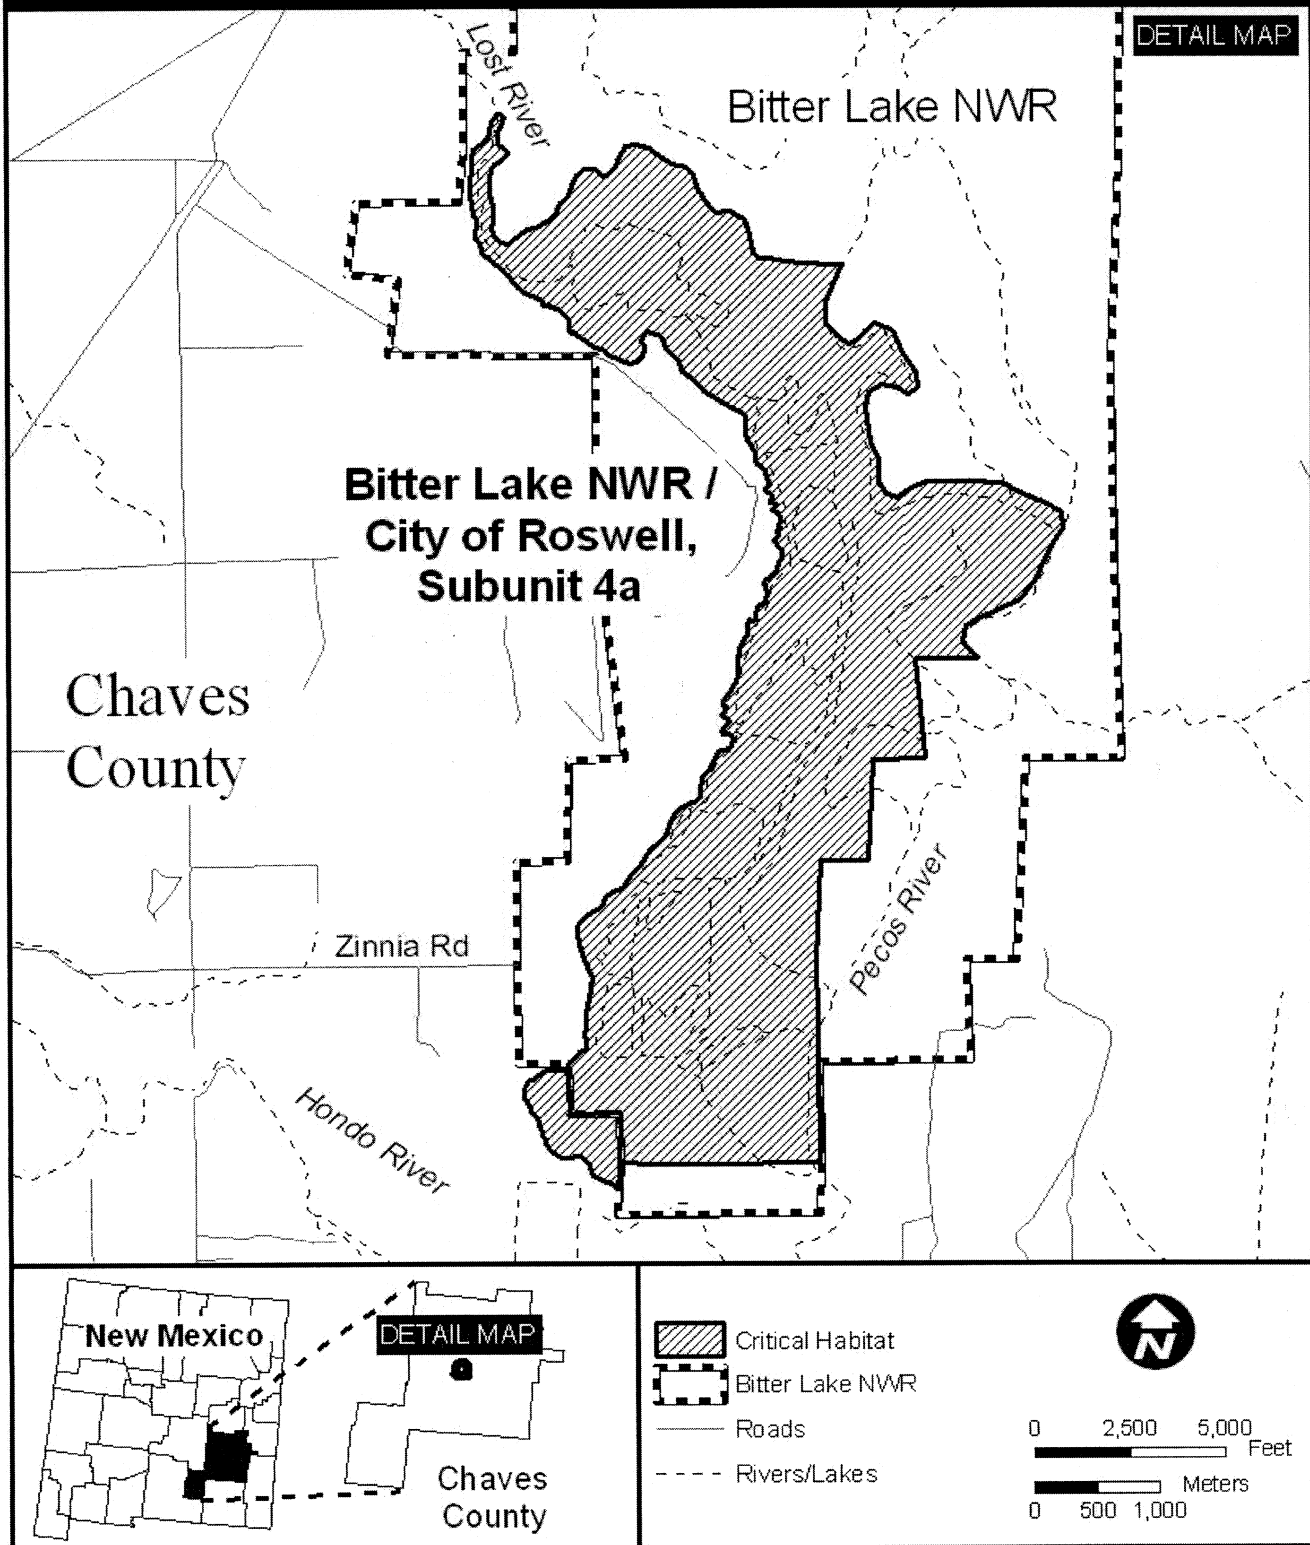 DETAIL MAP
Lost River
Bitter Lake NWR
Bitter Lake NWR /
City of Roswell,
Subunit 4a
Chaves
County
Zinnia Rd
Pecos River
Hondo River
New Mexico
DETAIL MAP
Chaves
County
Critical Habitat
Bitter Lake NWR
Roads
Rivers/Lakes
N
0 2,500 5,000
Feet
Meters
0 500 1,000